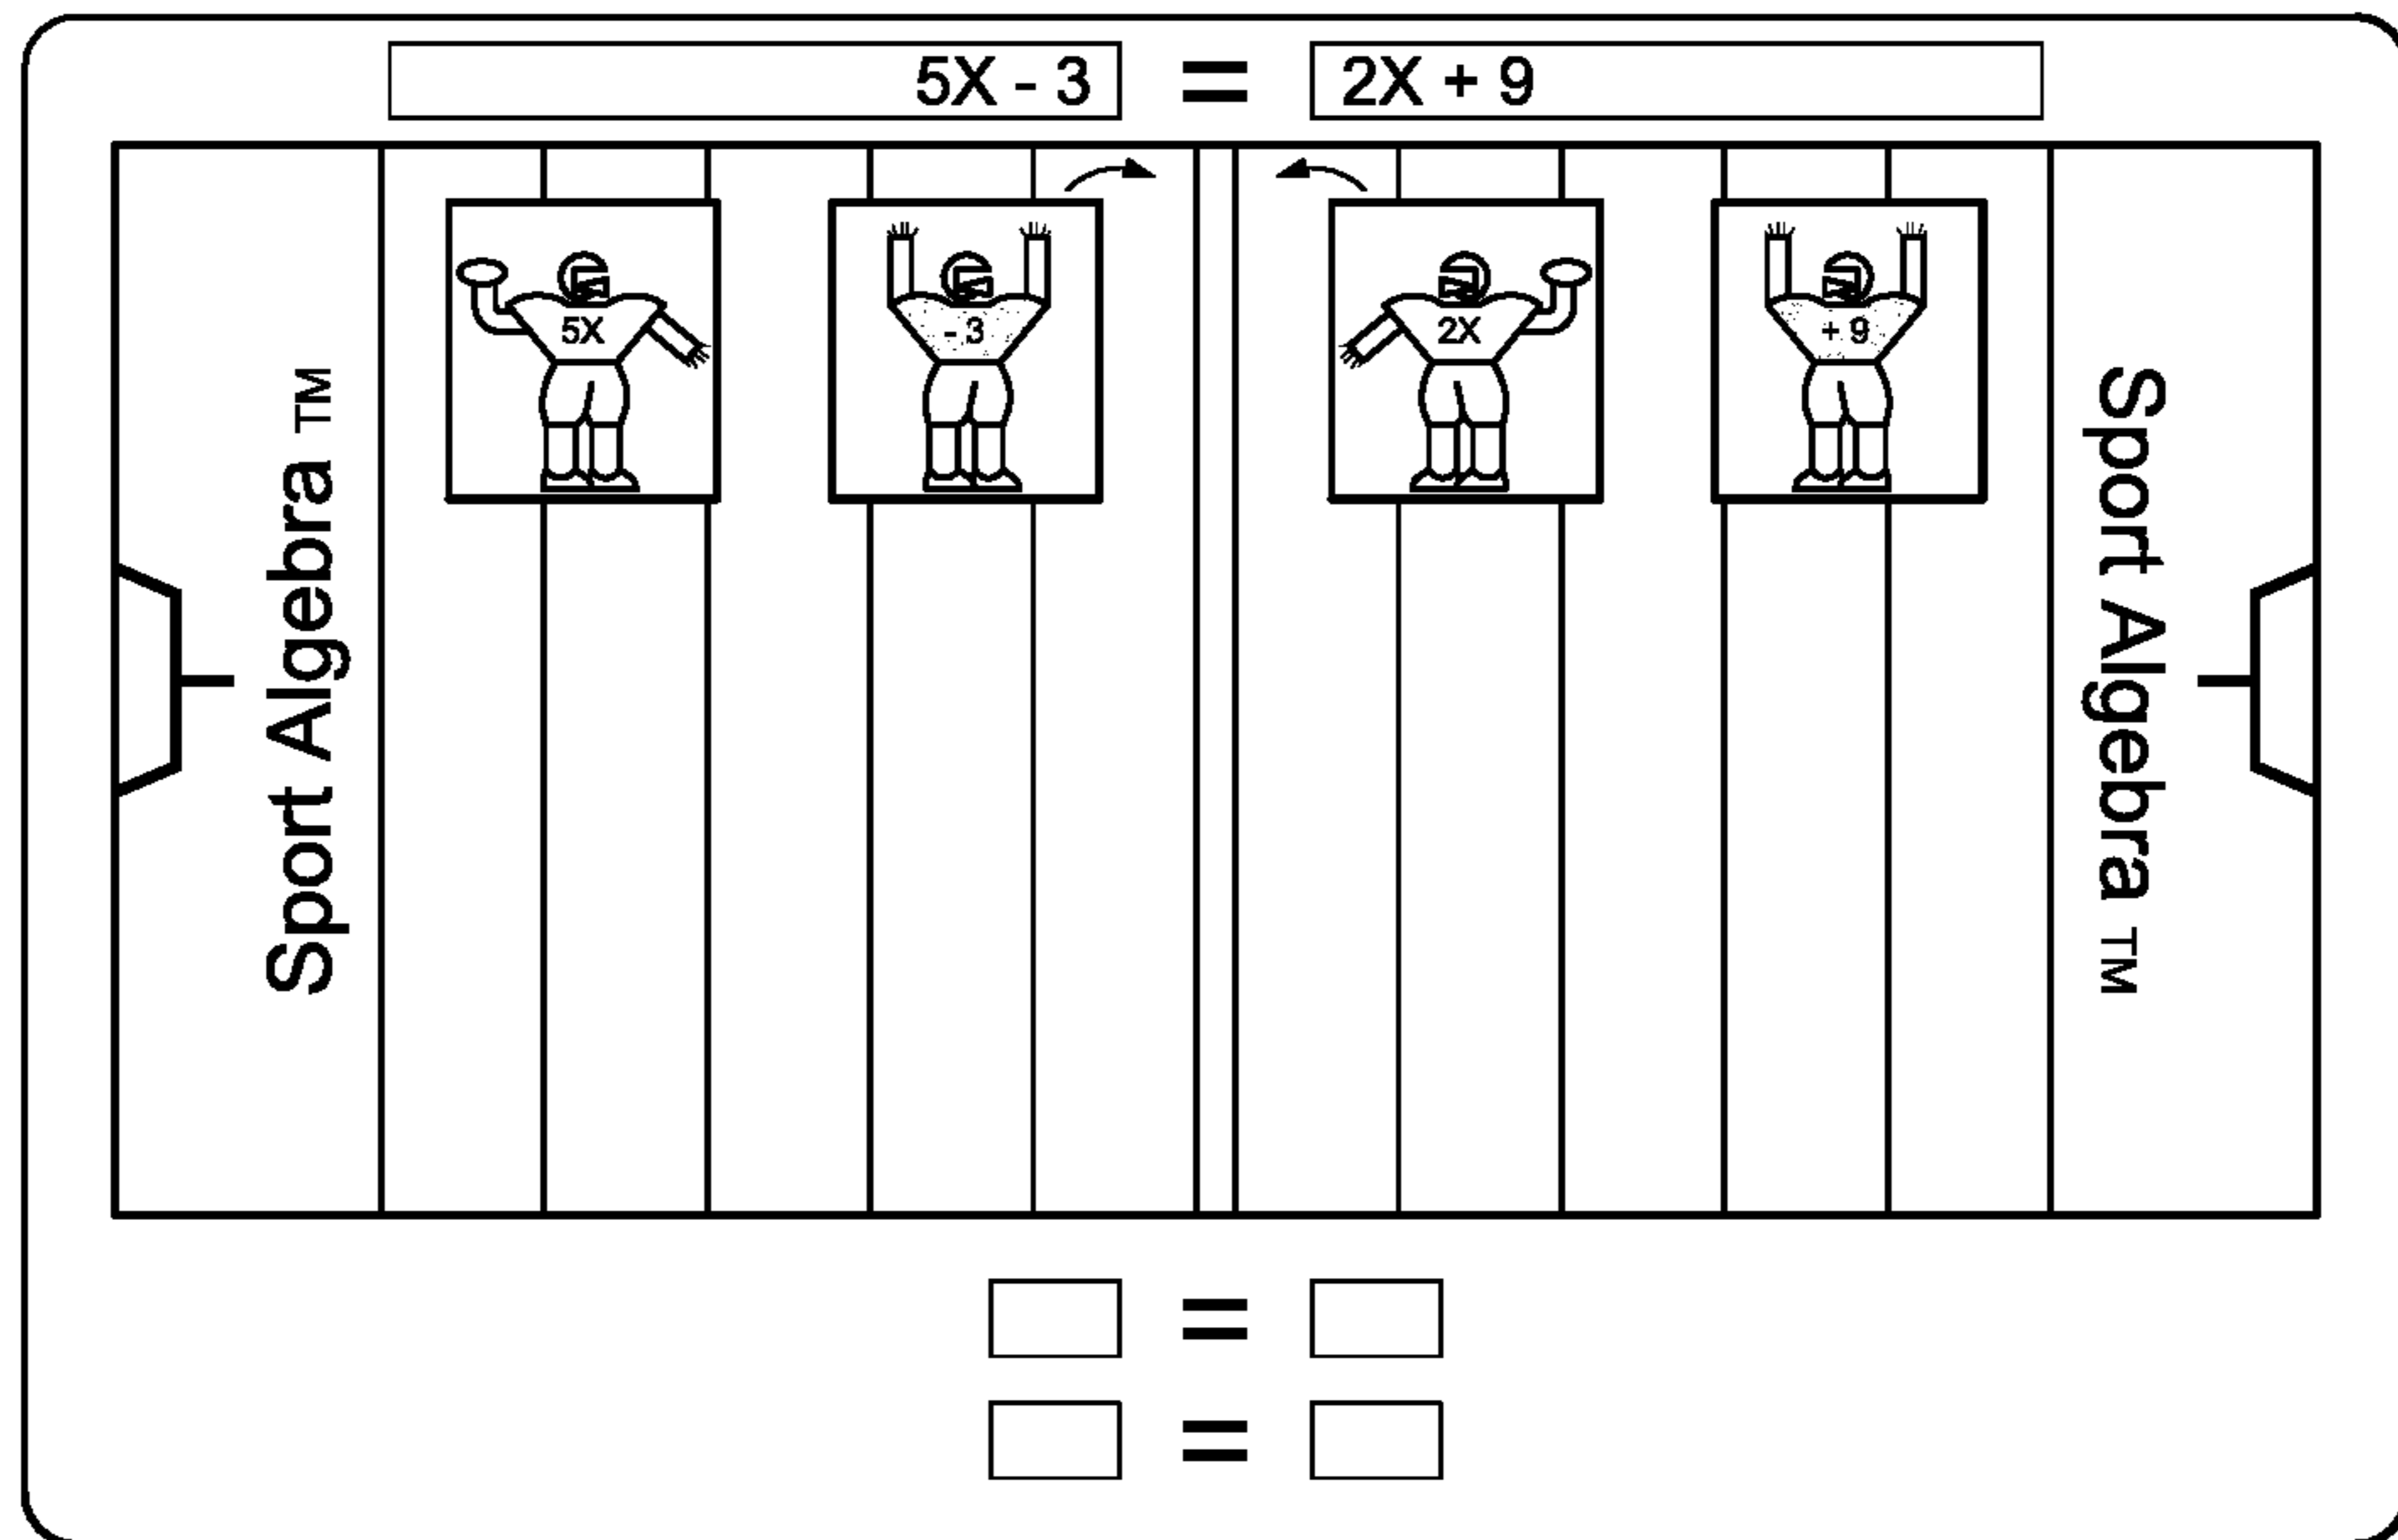 5X - 3 = 2X + 9
5X
- 3
2X
+ 9
Sport Algebra ™
Sport Algebra ™
=
=